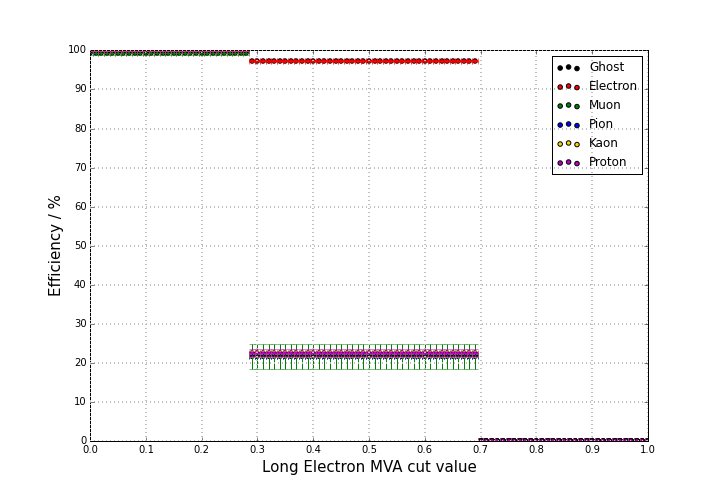 100
90
80
70
60
50
40
30
20
10
0
Efficiency / %
Ghost
Electron
Muon
Pion
Kaon
Proton
0.0 0.1 0.2 0.3 0.4 0.5 0.6 0.7 0.8 0.9 1.0
Long Electron MVA cut value